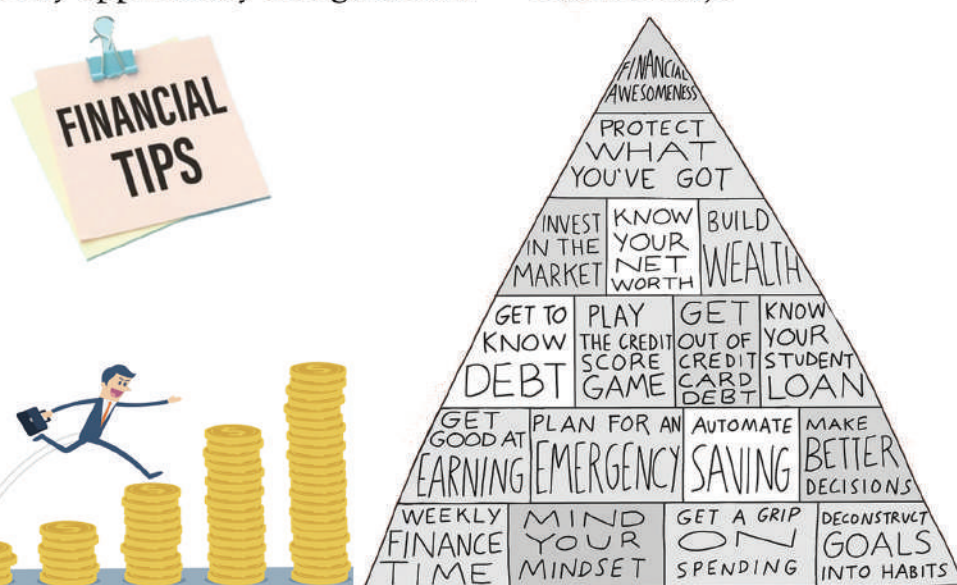 FINANCIAL
TIPS
FINANCIAL
AWESOMENESS
PROTECT
WHAT
YOU'VE GOT
INVEST
IN THE
MARKET
KNOW
YOUR
NET
WORTH
BUILD
WEALTH
GET TO
KNOW
DEBT
PLAY
THE CREDIT
SCORE
GAME
GET
OUT OF
CREDIT
CARD
DEBT
KNOW
YOUR
STUDENT
LOAN
GET
GOOD AT
EARNING
PLAN FOR AN
EMERGENCY
AUTOMATE
SAVING
MAKE
BETTER
DECISIONS
WEEKLY
FINANCE
TIME
MIND
YOUR
MINDSET
GET A GRIP
ON
SPENDING
DECONSTRUCT
GOALS
INTO HABITS